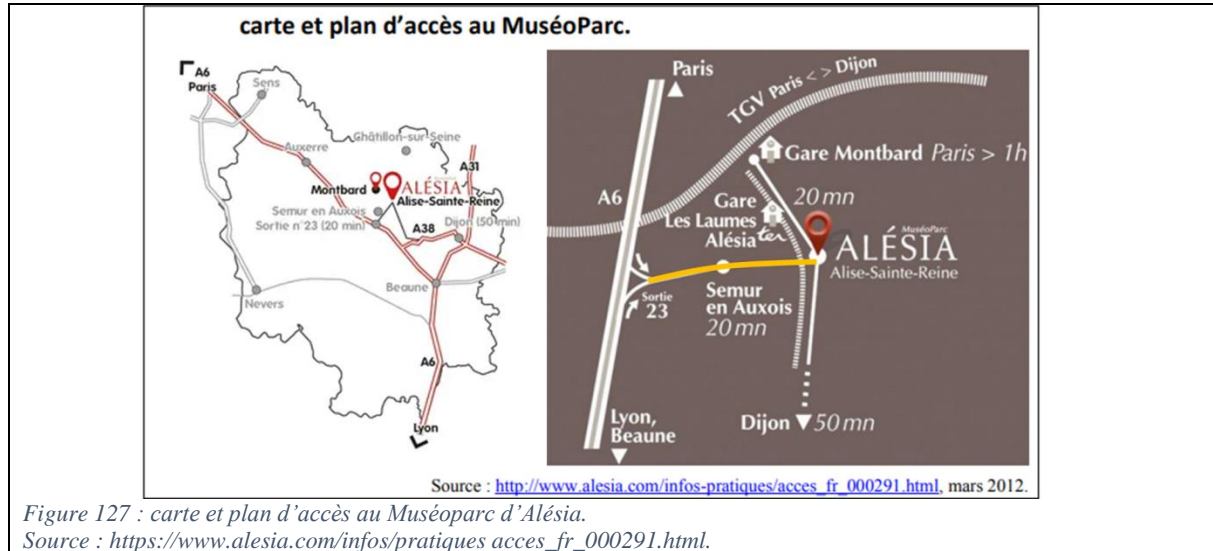 carte et plan d'accès au MuséoParc.
A6
Paris
Sens
Auxerre
Châtillon-sur-Seine
A31
Montbard
MuséoParc
ALÉSIA
Alise-Sainte-Reine
Semur en Auxois
Sortie n°23 (20 min)
A38
Dijon (50 min)
Beaune
Nevers
A6
Lyon
Paris
TGV Paris < > Dijon
Gare Montbard Paris > 1h
A6
20 mn
Gare
Les Laumes
Alésia ter
MuséoParc
ALÉSIA
Alise-Sainte-Reine
Sortie
23
Semur
en Auxois
20 mn
Lyon,
Beaune
Dijon 50 mn
Source : http://www.alesia.com/infos-pratiques/acces_fr_000291.html, mars 2012.
Figure 127 : carte et plan d'accès au Muséoparc d'Alésia.
Source : https://www.alesia.com/infos/pratiques acces_fr_000291.html.